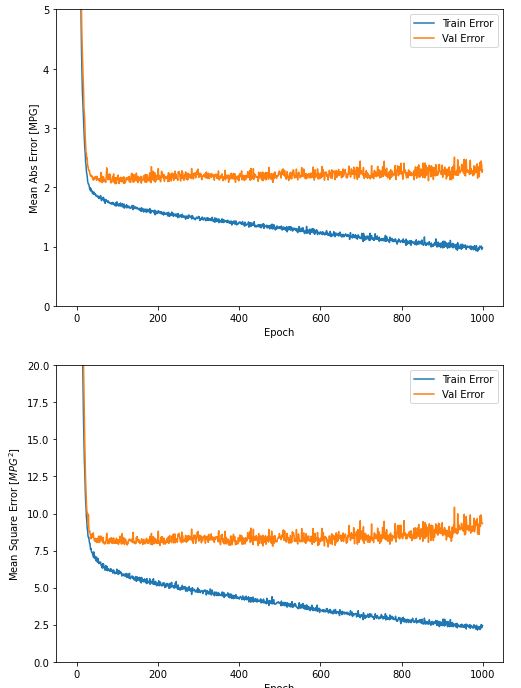 5
4
3
2
1
0
Mean Abs Error [MPG]
Train Error
Val Error
0 200 400 600 800 1000
Epoch
20.0
17.5
15.0
12.5
10.0
7.5
5.0
2.5
0.0
Mean Square Error [MPG²]
Train Error
Val Error
0 200 400 600 800 1000
Epoch